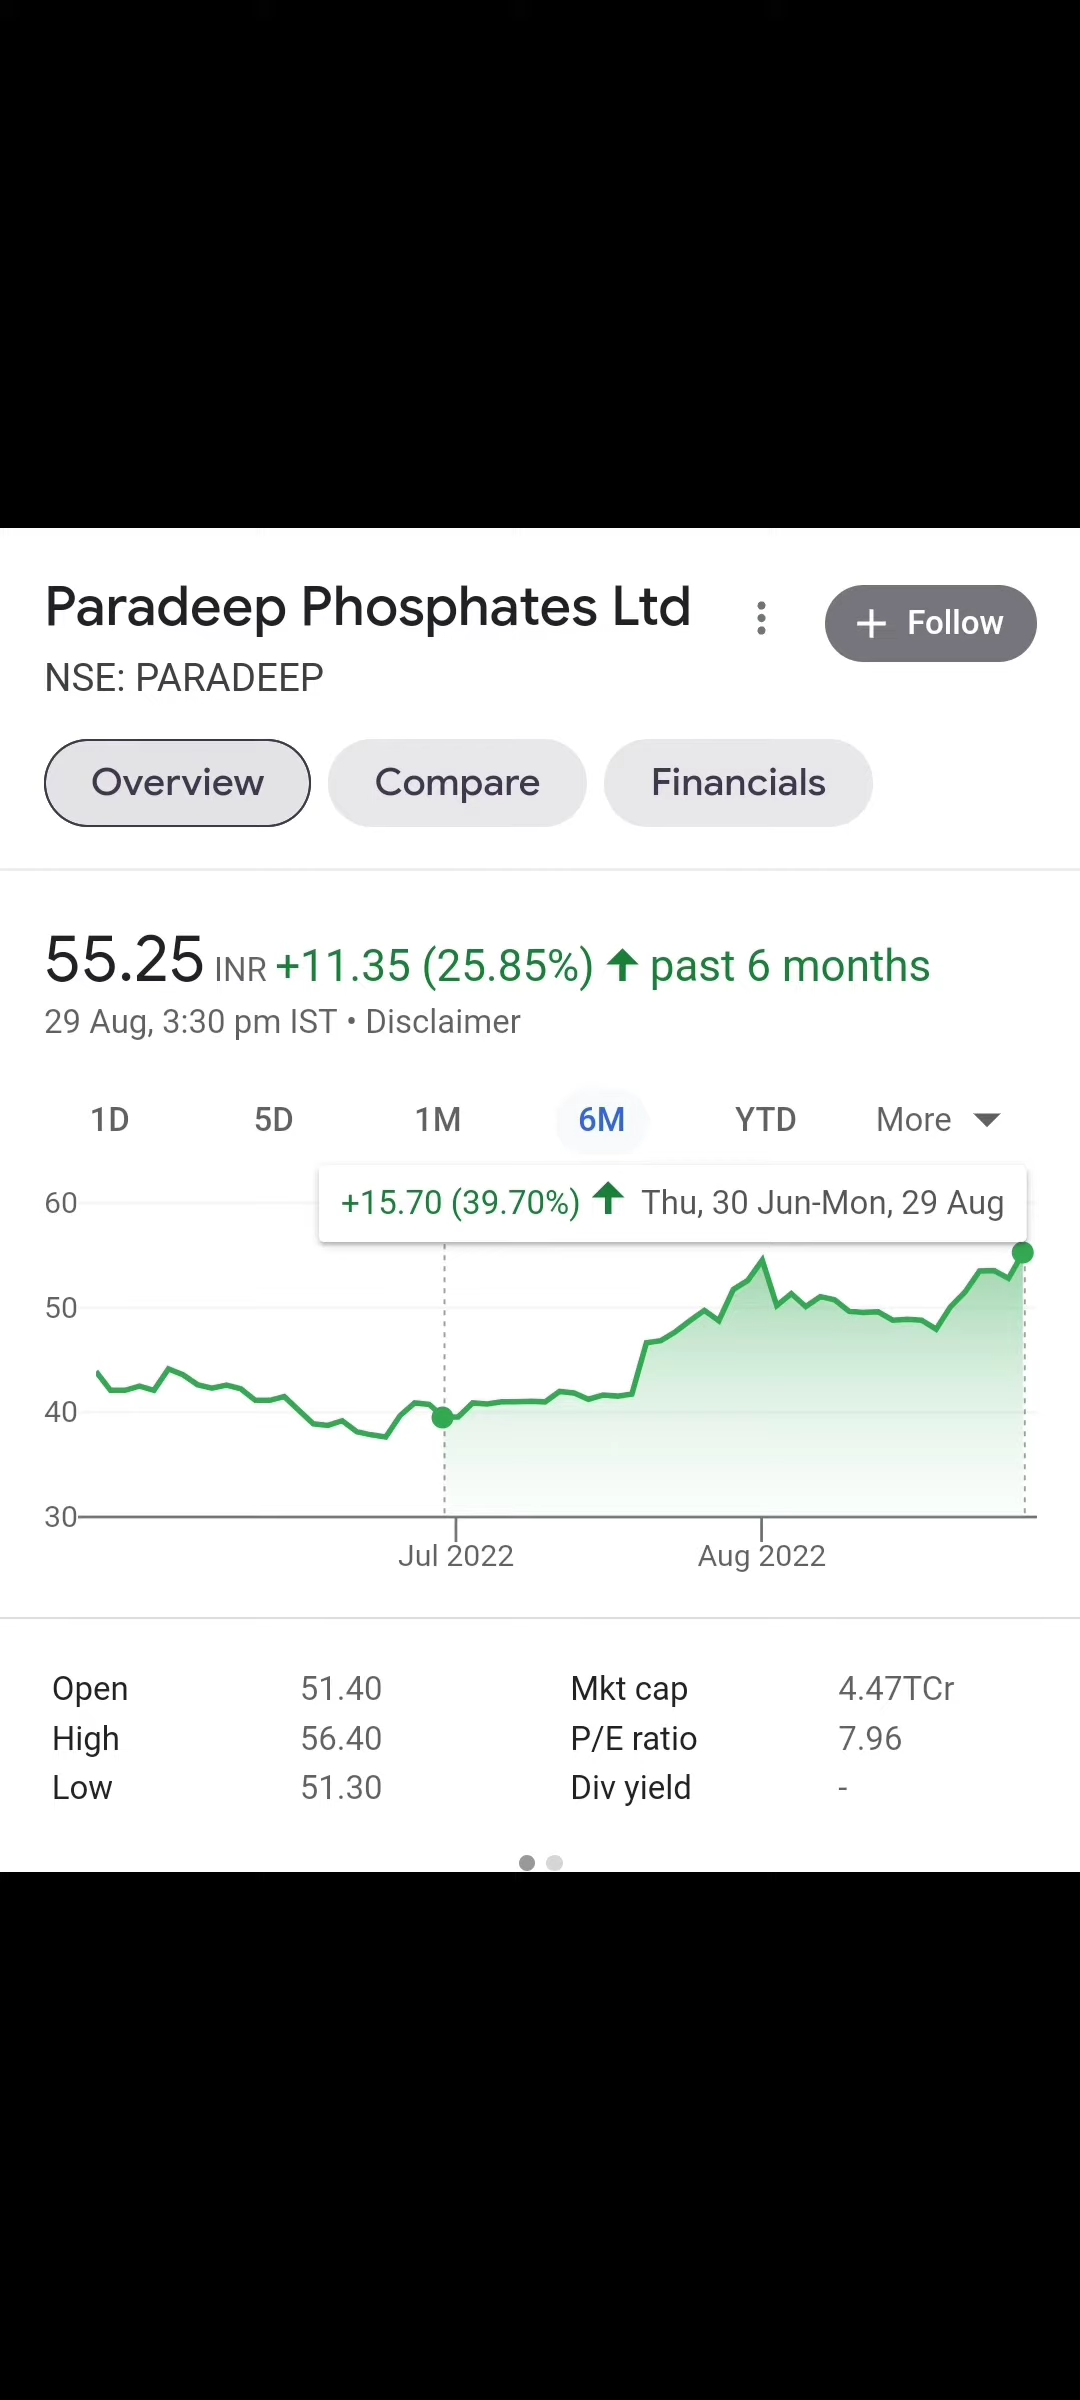 Paradeep Phosphates Ltd
+ Follow
NSE: PARADEEP
Overview Compare Financials
55.25 INR +11.35 (25.85%) ↑ past 6 months
29 Aug, 3:30 pm IST • Disclaimer
1D 5D 1M 6M YTD More
+15.70 (39.70%) ↑ Thu, 30 Jun-Mon, 29 Aug
60
50
40
30
Jul 2022 Aug 2022
Open 51.40 Mkt cap 4.47TCr
High 56.40 P/E ratio 7.96
Low 51.30 Div yield -